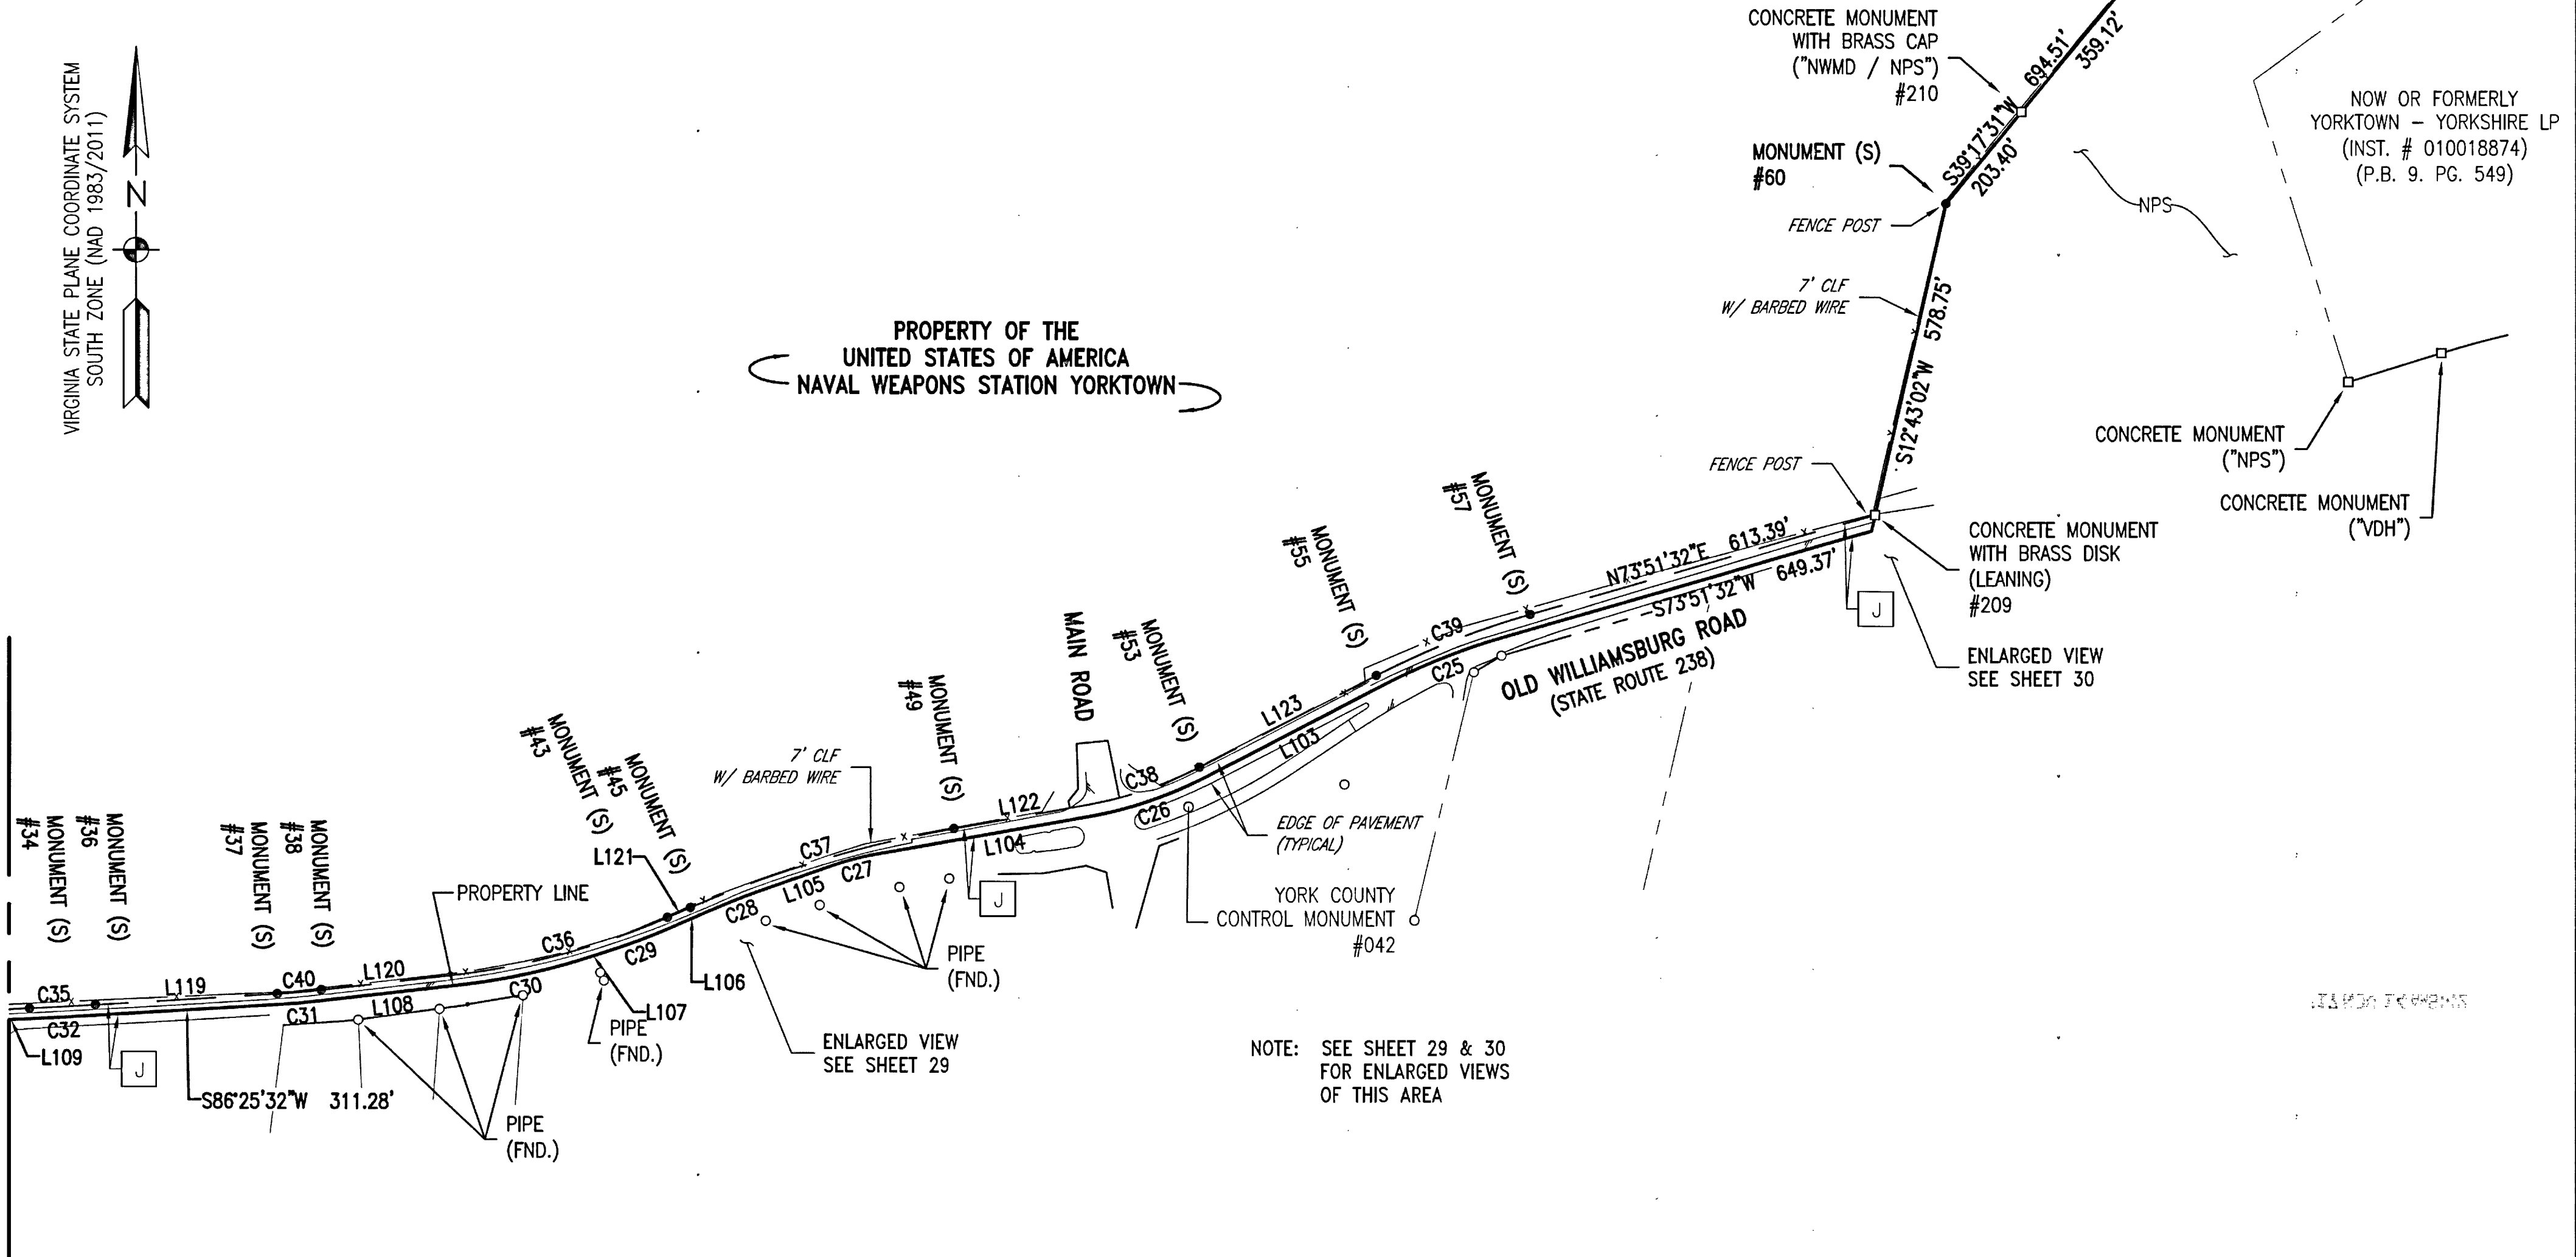 VIRGINIA STATE PLANE COORDINATE SYSTEM
SOUTH ZONE (NAD 1983/2011)
N
CONCRETE MONUMENT
WITH BRASS CAP
("NWMD / NPS")
#210
694.51'
359.12'
S39°17'31"W
203.40'
MONUMENT (S)
#60
FENCE POST
NPS
NOW OR FORMERLY
YORKTOWN – YORKSHIRE LP
(INST. # 010018874)
(P.B. 9. PG. 549)
7' CLF
W/ BARBED WIRE
S12°43'02"W 578.75'
PROPERTY OF THE
UNITED STATES OF AMERICA
NAVAL WEAPONS STATION YORKTOWN
CONCRETE MONUMENT
("NPS")
CONCRETE MONUMENT
("VDH")
FENCE POST
CONCRETE MONUMENT
WITH BRASS DISK
(LEANING)
#209
J
ENLARGED VIEW
SEE SHEET 30
N73°51'32"E 613.39'
S73°51'32"W 649.37'
OLD WILLIAMSBURG ROAD
(STATE ROUTE 238)
MONUMENT (S)
#57
MONUMENT (S)
#55
C39
C25
L123
L103
MONUMENT (S)
#53
MAIN ROAD
C38
C26
EDGE OF PAVEMENT
(TYPICAL)
YORK COUNTY
CONTROL MONUMENT
#042
MONUMENT (S)
#49
L122
L104
J
7' CLF
W/ BARBED WIRE
C37
C27
L105
C28
PIPE
(FND.)
MONUMENT (S)
#45
MONUMENT (S)
#43
L121
C36
C29
L106
L107
PIPE
(FND.)
ENLARGED VIEW
SEE SHEET 29
PROPERTY LINE
MONUMENT (S)
#38
MONUMENT (S)
#37
MONUMENT (S)
#36
MONUMENT (S)
#34
C35
L119
C40
L120
C30
L108
C31
C32
L109
J
S86°25'32"W 311.28'
PIPE
(FND.)
NOTE: SEE SHEET 29 & 30
FOR ENLARGED VIEWS
OF THIS AREA